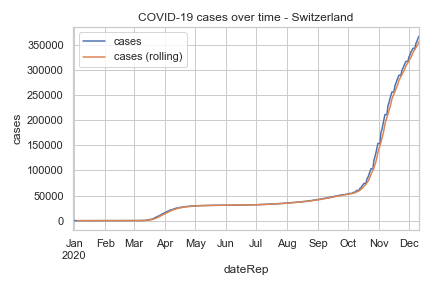 COVID-19 cases over time - Switzerland
cases
cases (rolling)
350000
300000
250000
200000
150000
100000
50000
0
cases
Jan Feb Mar Apr May Jun Jul Aug Sep Oct Nov Dec
2020
dateRep